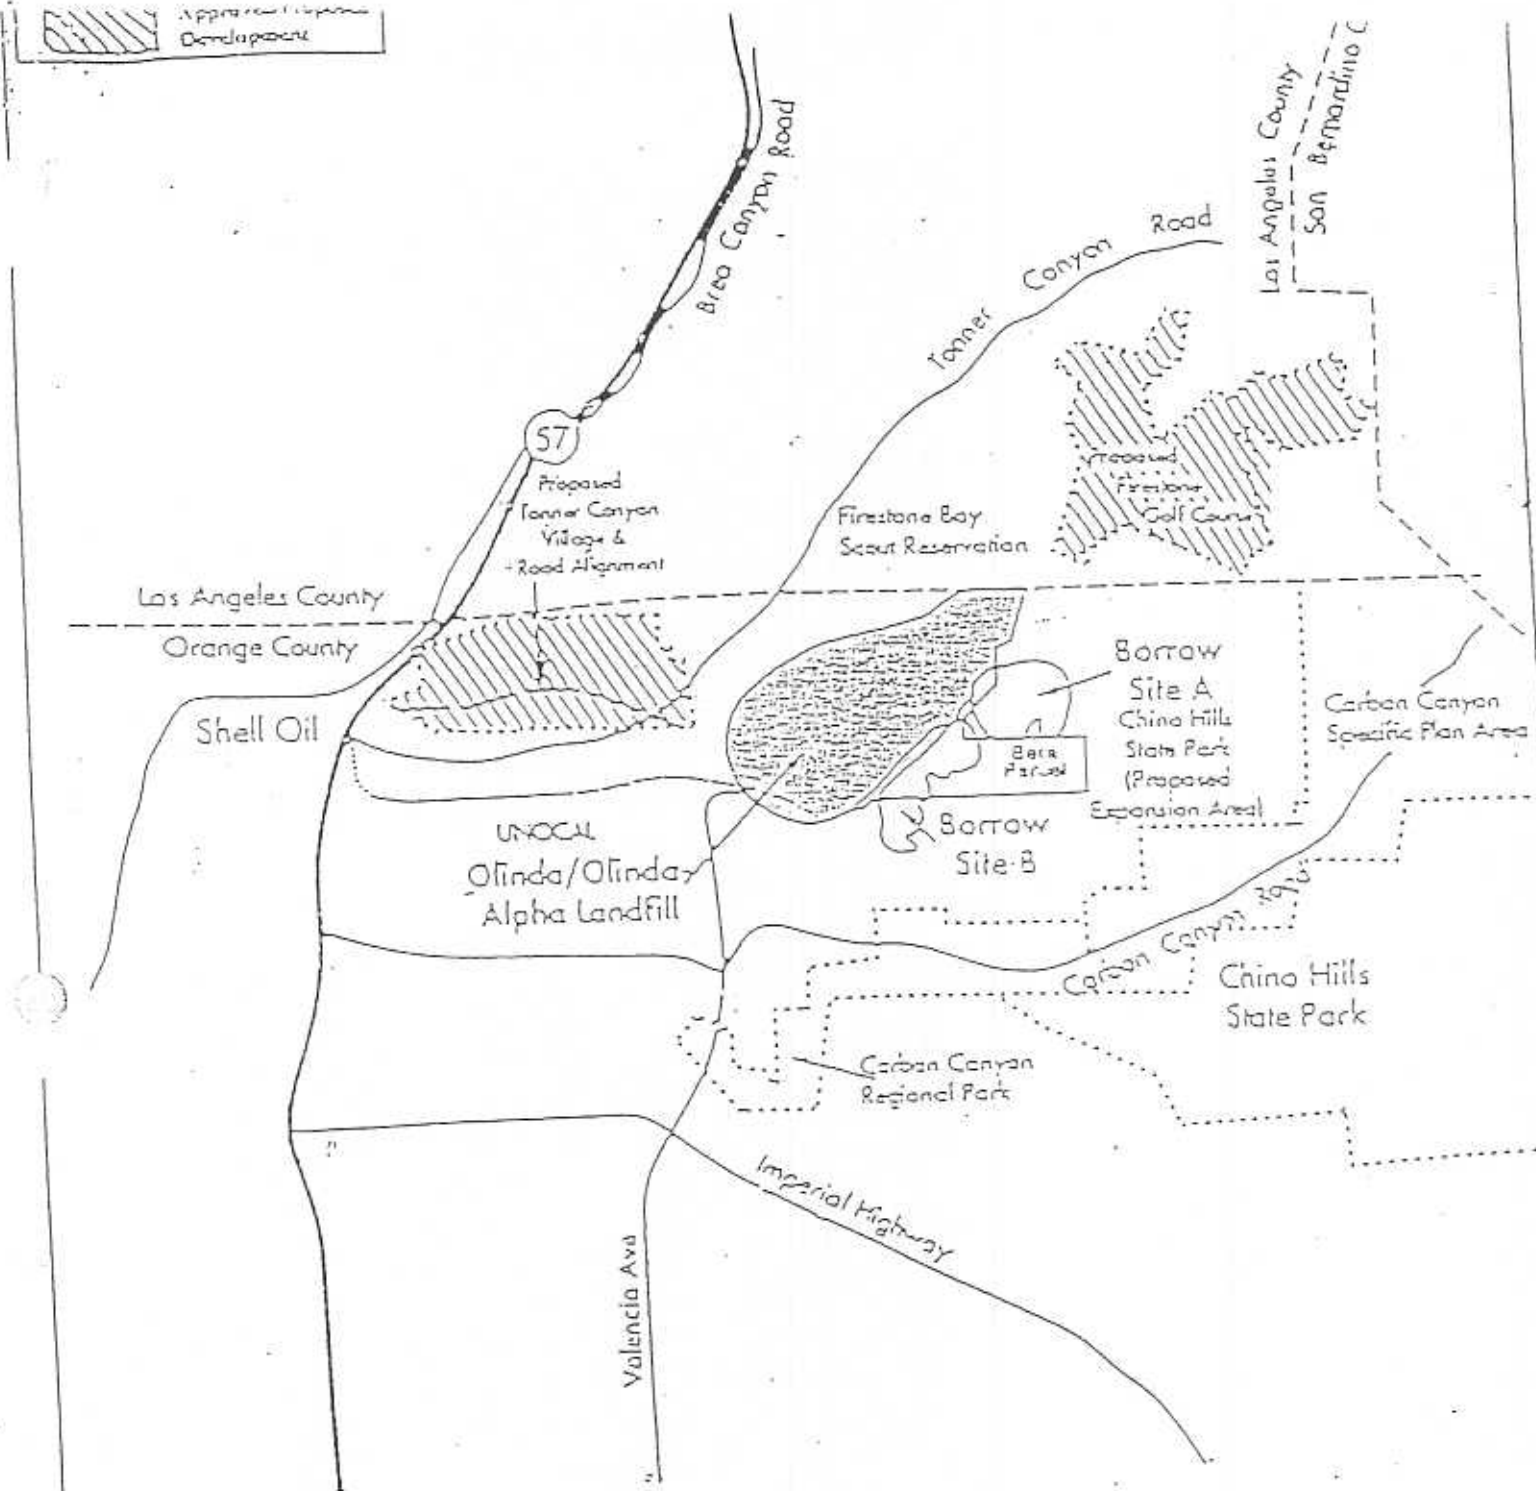 Approved/Proposed
Development
Brea Canyon Road
Los Angeles County
San Bernardino C
Tonner Canyon Road
57
Proposed
Tonner Canyon
Village &
Road Alignment
Firestone Boy
Scout Reservation
Proposed
Firestone
Golf Course
Los Angeles County
Orange County
Shell Oil
Borrow
Site A
Chino Hills
State Park
(Proposed
Expansion Area)
Carbon Canyon
Specific Plan Area
Parcel
UNOCAL
Olinda/Olinda
Alpha Landfill
Borrow
Site B
Carbon Canyon Road
Chino Hills
State Park
Carbon Canyon
Regional Park
Imperial Highway
Valencia Ave